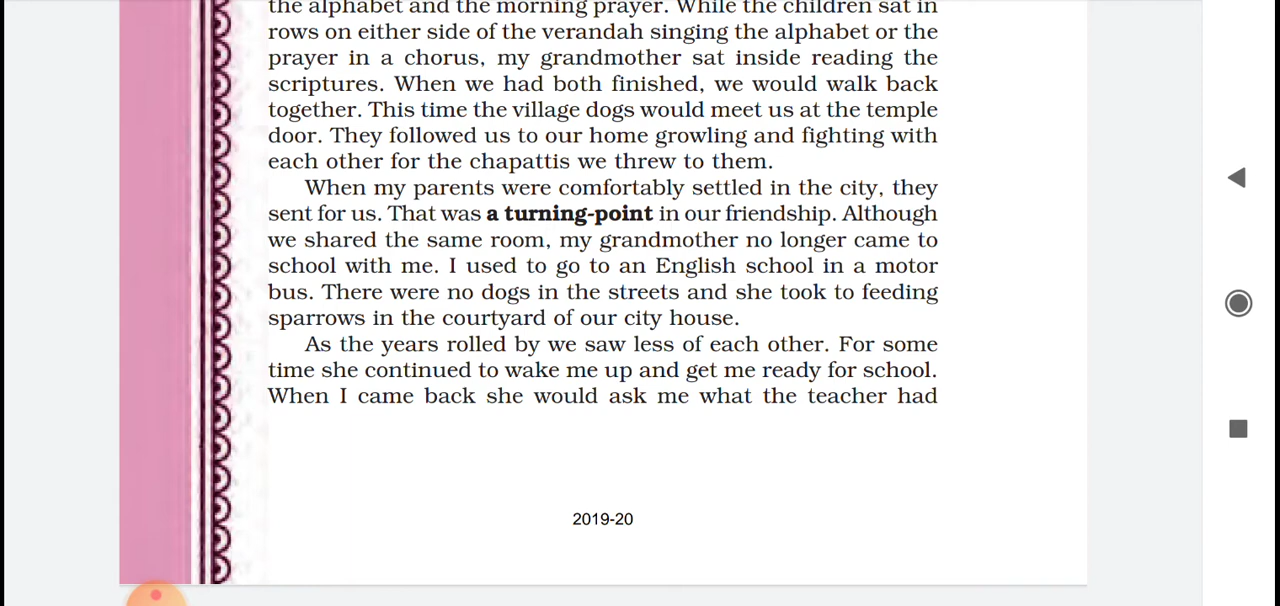 the alphabet and the morning prayer. While the children sat in
rows on either side of the verandah singing the alphabet or the
prayer in a chorus, my grandmother sat inside reading the
scriptures. When we had both finished, we would walk back
together. This time the village dogs would meet us at the temple
door. They followed us to our home growling and fighting with
each other for the chapattis we threw to them.
When my parents were comfortably settled in the city, they
sent for us. That was a turning-point in our friendship. Although
we shared the same room, my grandmother no longer came to
school with me. I used to go to an English school in a motor
bus. There were no dogs in the streets and she took to feeding
sparrows in the courtyard of our city house.
As the years rolled by we saw less of each other. For some
time she continued to wake me up and get me ready for school.
When I came back she would ask me what the teacher had
2019-20